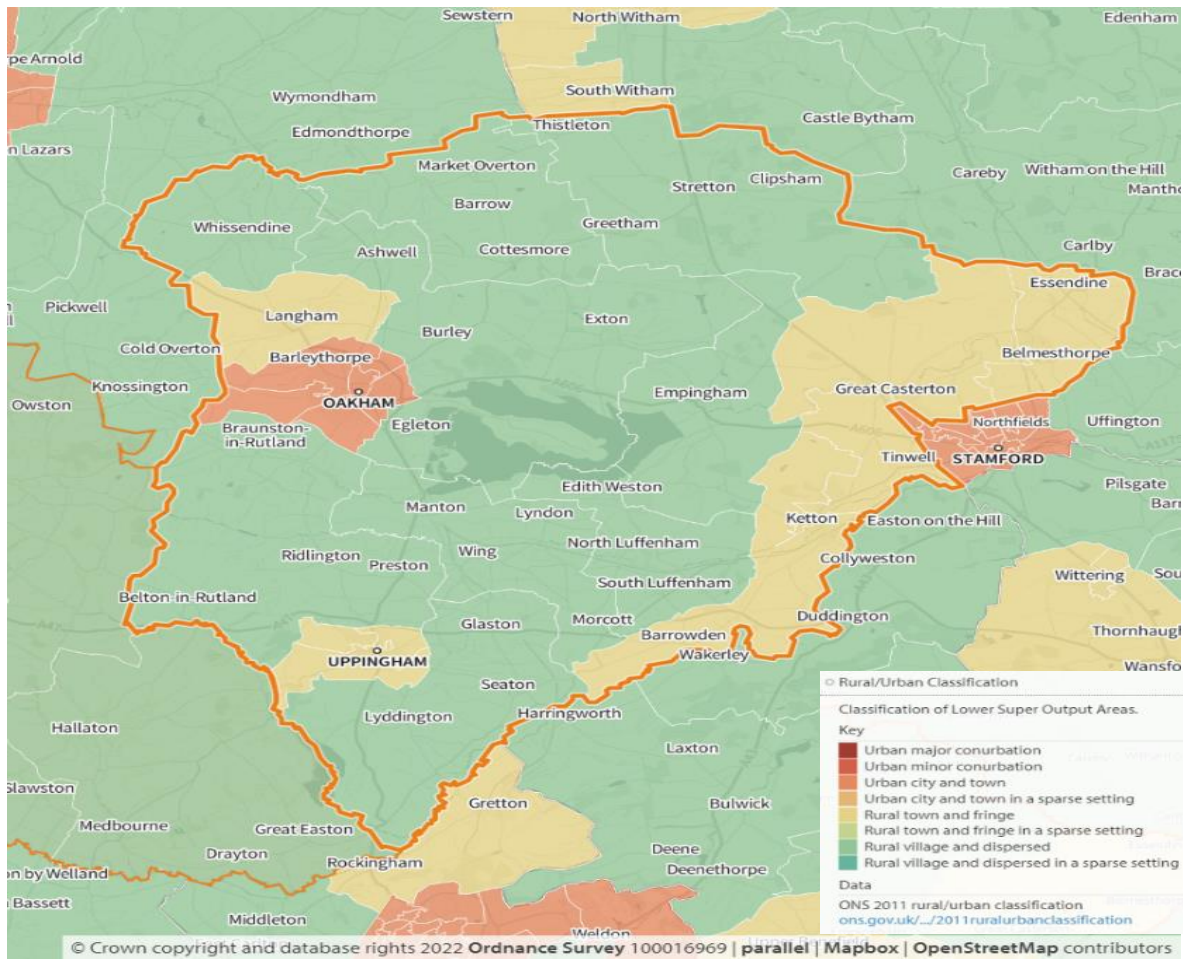 Sewstern
North Witham
Edenham
pe Arnold
South Witham
Wymondham
Castle Bytham
Thistleton
Edmondthorpe
n Lazars
Market Overton
Careby
Witham on the Hill
Clipsham
Stretton
Mantho
Barrow
Whissendine
Greetham
Ashwell
Cottesmore
Carlby
Brace
Essendine
Pickwell
Langham
Exton
Burley
Cold Overton
Barleythorpe
Belmesthorpe
Knossington
Empingham
Great Casterton
OAKHAM
Owston
Egleton
Braunston-
in-Rutland
Northfields
Uffington
Tinwell
STAMFORD
Edith Weston
Pilsgate
Manton
Lyndon
Barn
Ketton
Easton on the Hill
North Luffenham
Ridlington
Wing
Preston
Collyweston
South Luffenham
Wittering
Sou
Belton-in-Rutland
Duddington
Glaston
Morcott
Barrowden
Thornhaugh
Wakerley
UPPINGHAM
Wansfo
Seaton
Lyddington
Harringworth
Hallaton
Laxton
Slawston
Gretton
Bulwick
Medbourne
Great Easton
Drayton
Deene
Rockingham
Deenethorpe
on by Welland
n Bassett
Middleton
Weldon
Rural/Urban Classification
Classification of Lower Super Output Areas.
Key
Urban major conurbation
Urban minor conurbation
Urban city and town
Urban city and town in a sparse setting
Rural town and fringe
Rural town and fringe in a sparse setting
Rural village and dispersed
Rural village and dispersed in a sparse setting
Data
ONS 2011 rural/urban classification
ons.gov.uk/.../2011ruralurbanclassification
© Crown copyright and database rights 2022 Ordnance Survey 100016969 | parallel | Mapbox | OpenStreetMap contributors